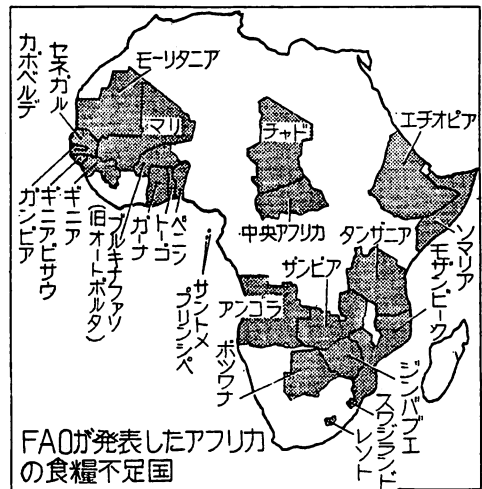 セネガル
カボベルデ
モーリタニア
マリ
チャド
エチオピア
ガンビア
ギニアビサウ
ギニア
ブルキナファソ
(旧オートボルタ)
ガーナ
トーゴ
ベニン
サントメ
プリンシペ
中央アフリカ
タンザニア
ソマリア
モザンビーク
ザンビア
アンゴラ
ボツワナ
ジンバブエ
スワジランド
レソト
FAOが発表したアフリカ
の食糧不足国